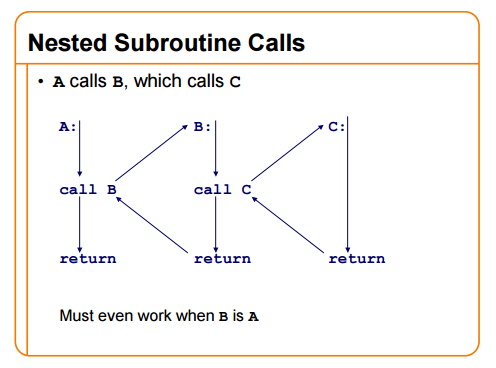 Nested Subroutine Calls
• A calls B, which calls C
A: B: C:
call B call C
return return return
Must even work when B is A